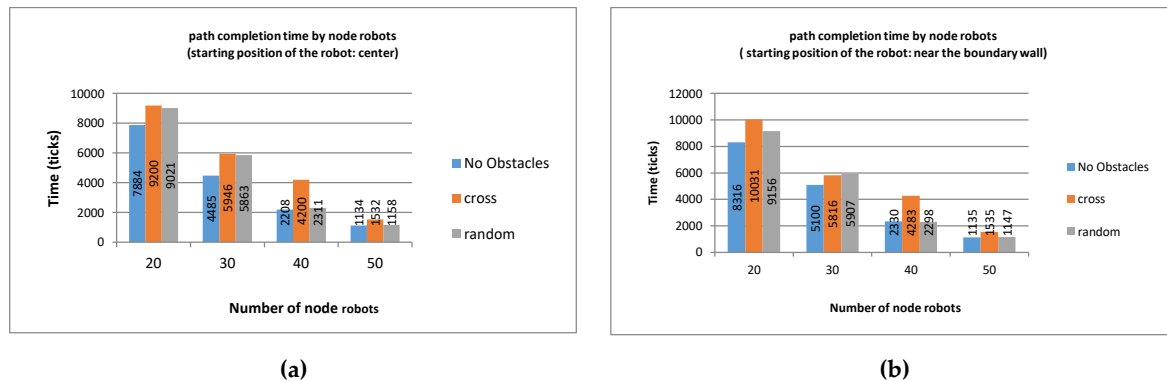 path completion time by node robots
(starting position of the robot: center)
Time (ticks)
10000
8000
6000
4000
2000
0
7884
9200
9021
4485
5946
5863
2208
4200
2311
1134
1532
1158
20 30 40 50
Number of node robots
No Obstacles
cross
random
(a)
path completion time by node robots
( starting position of the robot: near the boundary wall)
Time (ticks)
12000
10000
8000
6000
4000
2000
0
8316
10031
9156
5100
5816
5907
2330
4283
2298
1135
1535
1147
20 30 40 50
Number of node robots
No Obstacles
cross
random
(b)